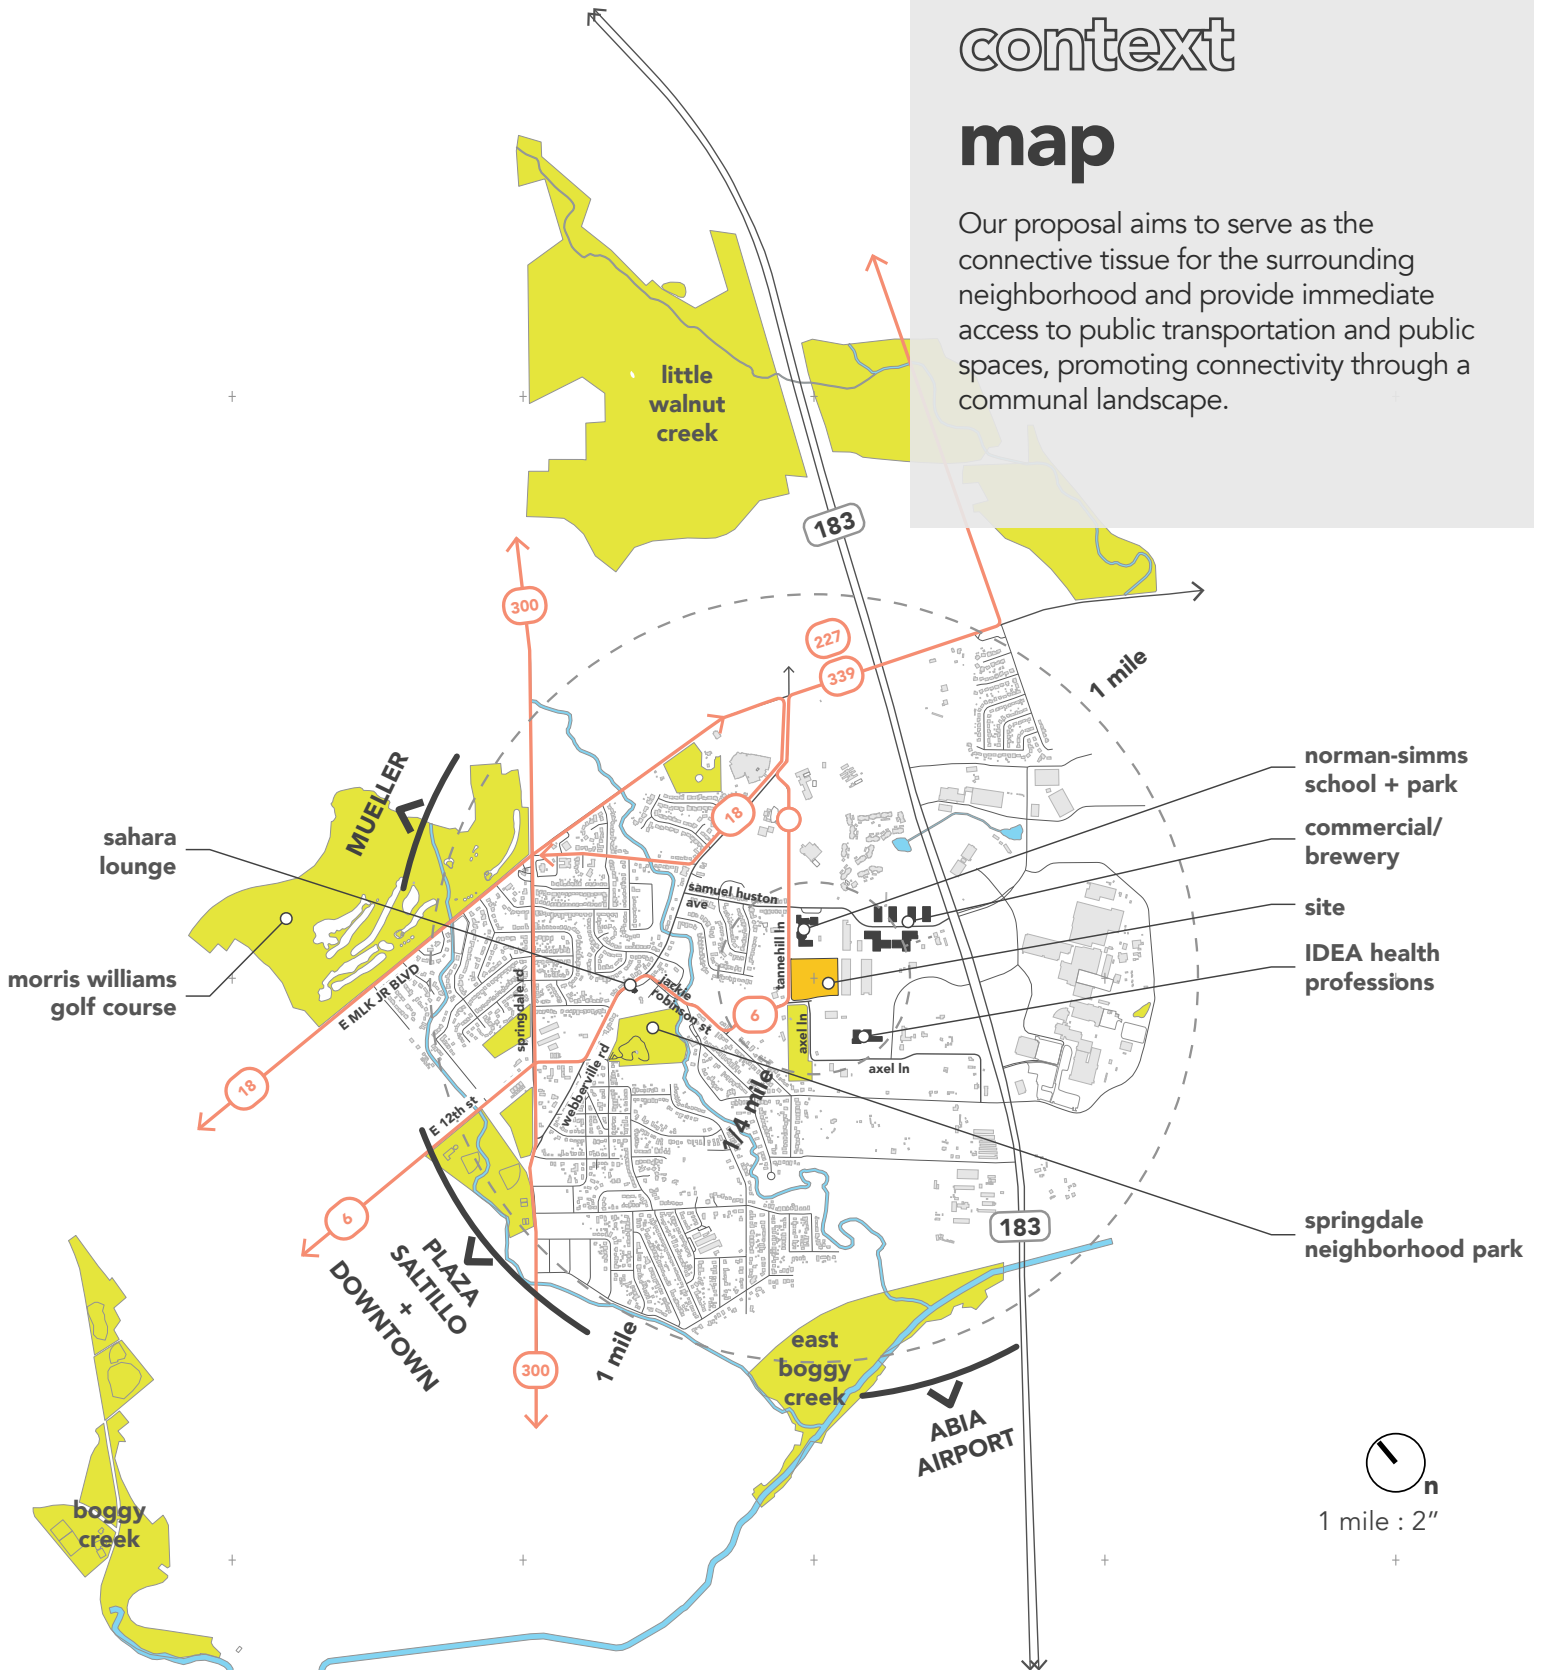 context
map
Our proposal aims to serve as the
connective tissue for the surrounding
neighborhood and provide immediate
access to public transportation and public
spaces, promoting connectivity through a
communal landscape.
little
walnut
creek
183
300
227
339
1 mile
MUELLER
18
norman-simms
school + park
commercial/
brewery
site
IDEA health
professions
sahara
lounge
morris williams
golf course
samuel huston
ave
tannehill ln
E MLK JR BLVD
springdale rd
jackie
robinson st
6
axel ln
axel ln
webberville rd
1/4 mile
18
E 12th st
6
PLAZA
SALTILLO
+
DOWNTOWN
183
springdale
neighborhood park
1 mile
300
east
boggy
creek
ABIA
AIRPORT
boggy
creek
n
1 mile : 2”